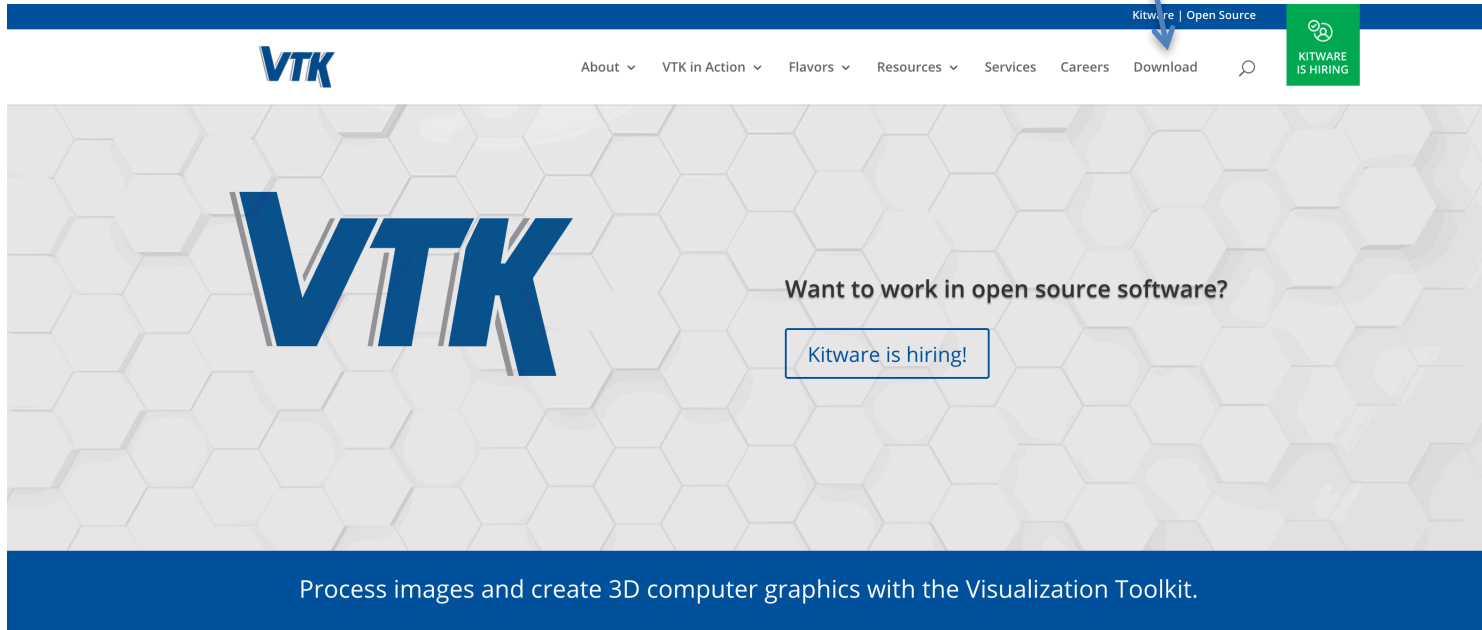 Kitware | Open Source
KITWARE
IS HIRING
VTK
About
VTK in Action
Flavors
Resources
Services
Careers
Download
VTK
Want to work in open source software?
Kitware is hiring!
Process images and create 3D computer graphics with the Visualization Toolkit.